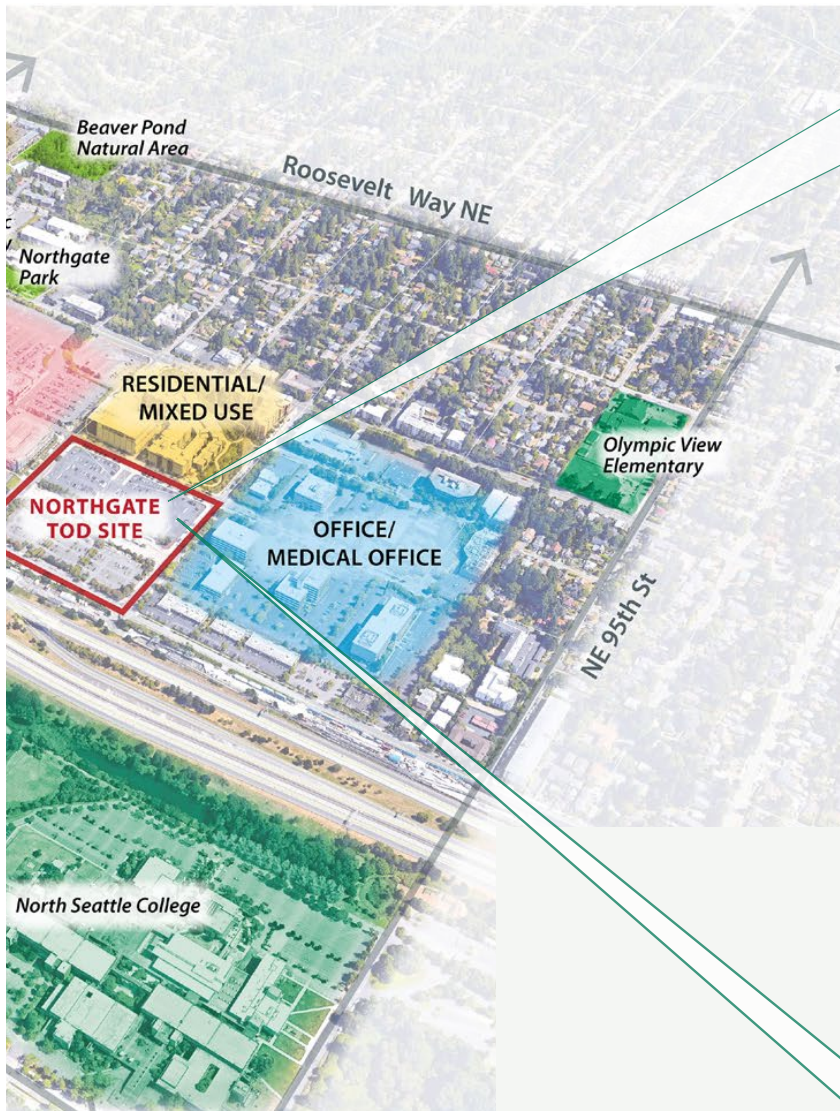 Beaver Pond
Natural Area
Roosevelt Way NE
Northgate
Park
RESIDENTIAL/
MIXED USE
Olympic View
Elementary
NORTHGATE
TOD SITE
OFFICE/
MEDICAL OFFICE
NE 95th St
North Seattle College